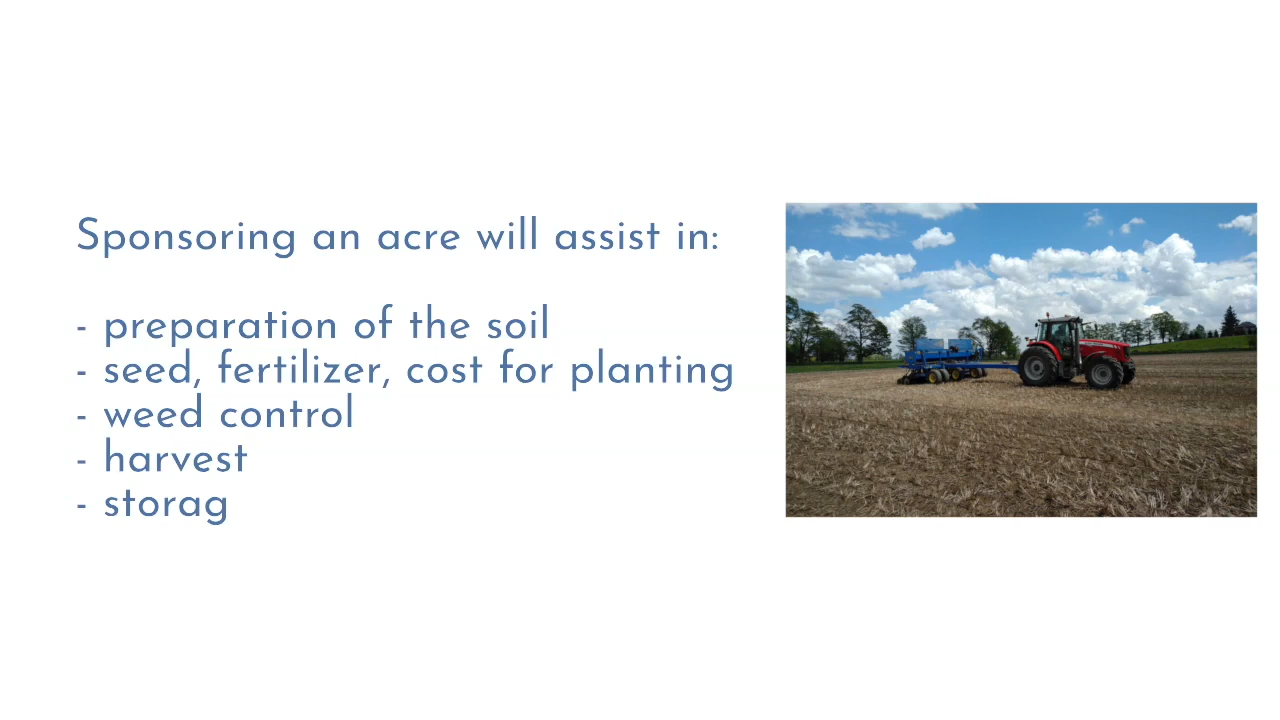 Sponsoring an acre will assist in:
- preparation of the soil
- seed, fertilizer, cost for planting
- weed control
- harvest
- storag